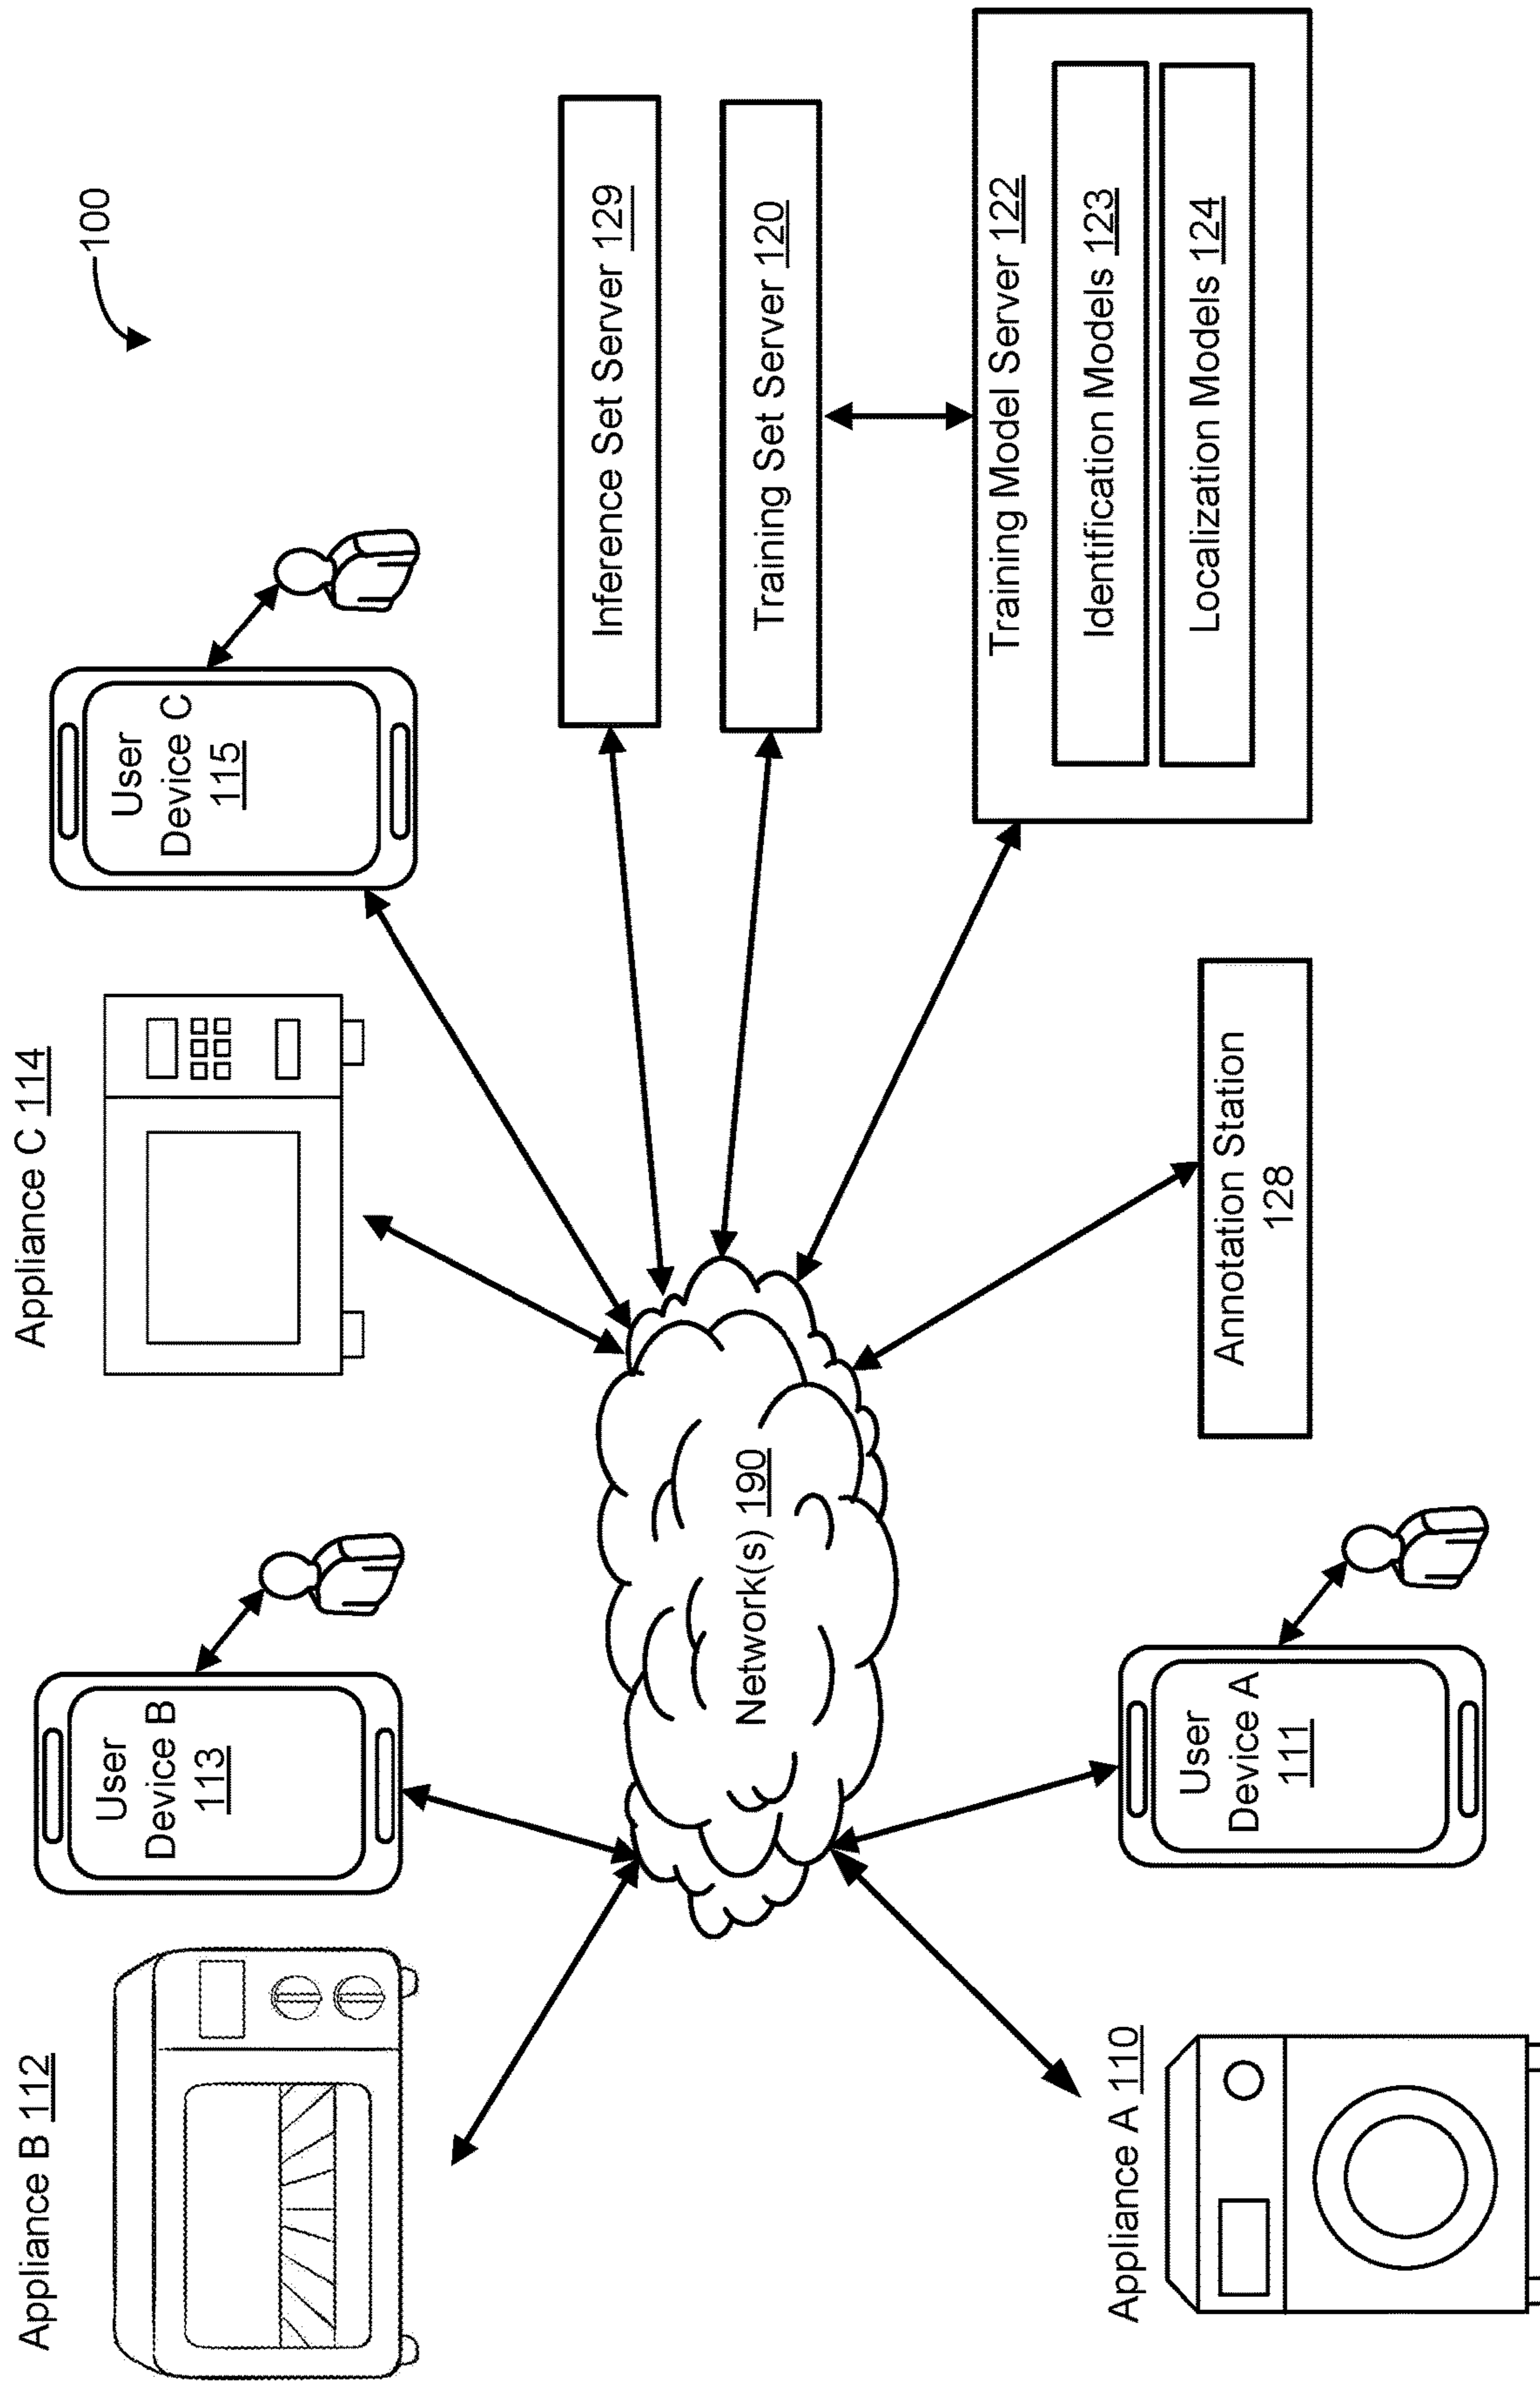 100
Appliance B 112
User
Device B
113
Appliance C 114
User
Device C
115
Inference Set Server 129
Training Set Server 120
Network(s) 190
Training Model Server 122
Identification Models 123
Localization Models 124
Appliance A 110
User
Device A
111
Annotation Station
128